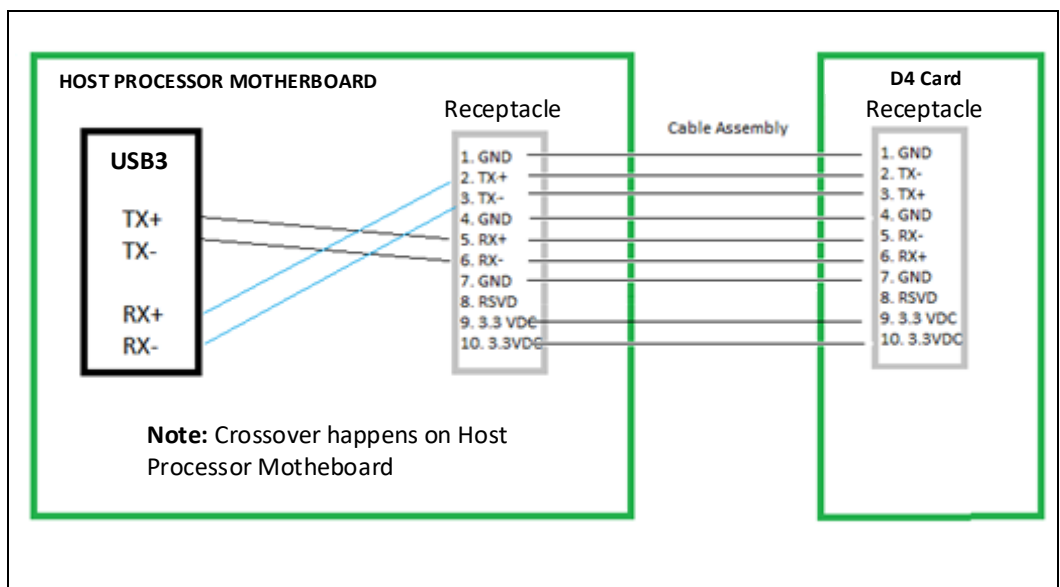 HOST PROCESSOR MOTHERBOARD
Receptacle
USB3
TX+
TX-
RX+
RX-
1. GND
2. TX+
3. TX-
4. GND
5. RX+
6. RX-
7. GND
8. RSVD
9. 3.3 VDC
10. 3.3VDC
Note: Crossover happens on Host
Processor Motheboard
Cable Assembly
D4 Card
Receptacle
1. GND
2. TX-
3. TX+
4. GND
5. RX-
6. RX+
7. GND
8. RSVD
9. 3.3 VDC
10. 3.3VDC